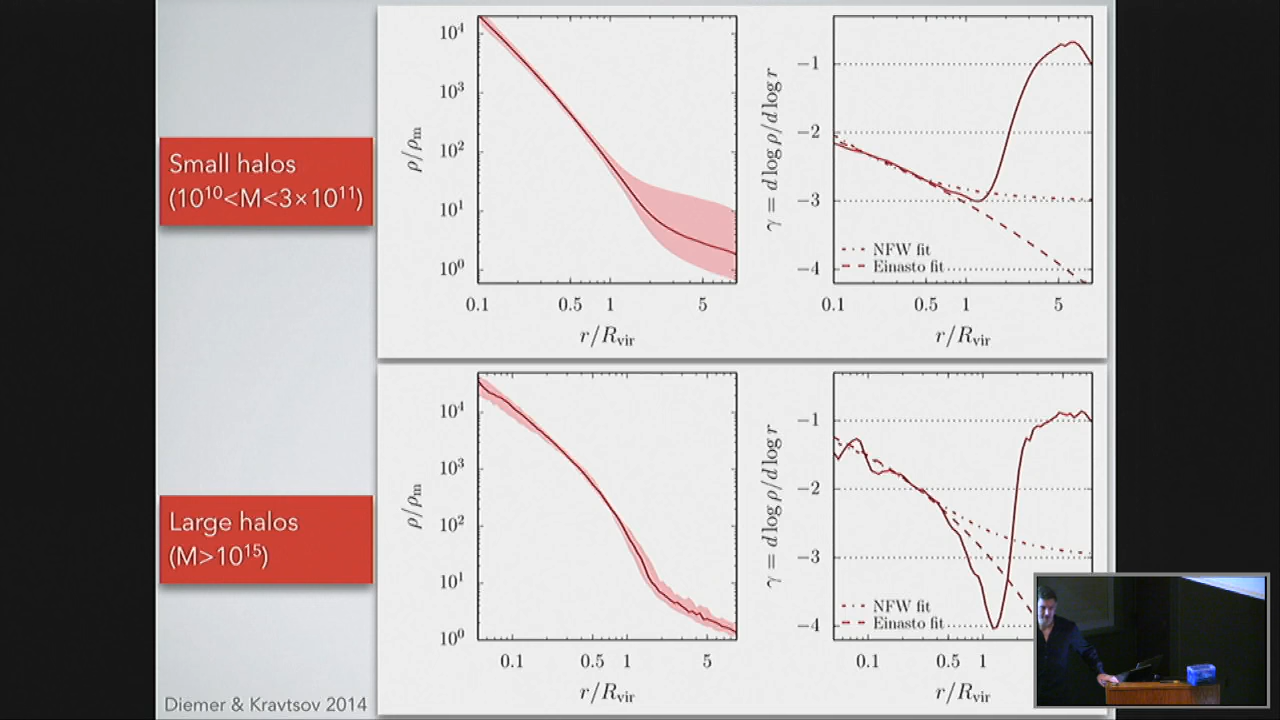 Small halos
(10¹⁰<M<3×10¹¹)
ρ/ρm
10⁴
10³
10²
10¹
10⁰
0.1 0.5 1 5
r/Rvir
γ = d log ρ/d log r
−1
−2
−3
−4
NFW fit
Einasto fit
0.1 0.5 1 5
r/Rvir
Large halos
(M>10¹⁵)
ρ/ρm
10⁴
10³
10²
10¹
10⁰
0.1 0.5 1 5
r/Rvir
γ = d log ρ/d log r
−1
−2
−3
−4
NFW fit
Einasto fit
0.1 0.5 1
r/Rvir
Diemer & Kravtsov 2014